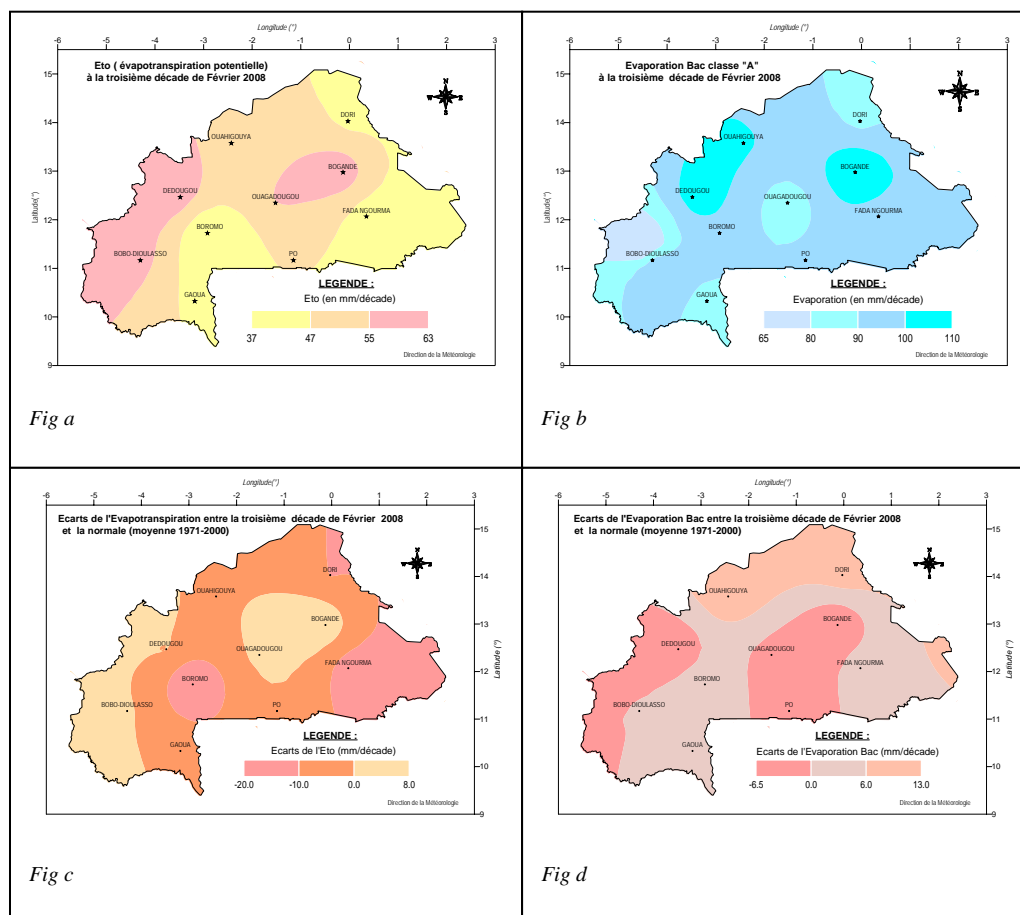 Longitude (°)
-6 -5 -4 -3 -2 -1 0 1 2 3
Eto ( évapotranspiration potentielle)
à la troisième décade de Février 2008
N
W E
S
15
14
13
12
11
10
9
Latitude(°)
DORI
OUAHIGOUYA
BOGANDE
DEDOUGOU
OUAGADOUGOU
FADA NGOURMA
BOROMO
BOBO-DIOULASSO
PO
GAOUA
LEGENDE :
Eto (en mm/décade)
37 47 55 63
Direction de la Météorologie
Fig a
Longitude (°)
-6 -5 -4 -3 -2 -1 0 1 2 3
Evaporation Bac classe "A"
à la troisième décade de Février 2008
N
W E
S
15
14
13
12
11
10
9
Latitude(°)
DORI
OUAHIGOUYA
BOGANDE
DEDOUGOU
OUAGADOUGOU
FADA NGOURMA
BOROMO
BOBO-DIOULASSO
PO
GAOUA
LEGENDE :
Evaporation (en mm/décade)
65 80 90 100 110
Direction de la Météorologie
Fig b
Longitude(°)
-6 -5 -4 -3 -2 -1 0 1 2 3
Ecarts de l'Evapotranspiration entre la troisième décade de Février 2008
et la normale (moyenne 1971-2000)
N
W E
S
15
14
13
12
11
10
9
Latitude (°)
DORI
OUAHIGOUYA
BOGANDE
DEDOUGOU
OUAGADOUGOU
FADA NGOURMA
BOROMO
BOBO-DIOULASSO
PO
GAOUA
LEGENDE :
Ecarts de l'Eto (mm/décade)
-20.0 -10.0 0.0 8.0
Direction de la Météorologie
Fig c
Longitude(°)
-6 -5 -4 -3 -2 -1 0 1 2 3
Ecarts de l'Evaporation Bac entre la troisième décade de Février 2008
et la normale (moyenne 1971-2000)
N
W E
S
15
14
13
12
11
10
9
Latitude (°)
DORI
OUAHIGOUYA
BOGANDE
DEDOUGOU
OUAGADOUGOU
FADA NGOURMA
BOROMO
BOBO-DIOULASSO
PO
GAOUA
LEGENDE :
Ecarts de l'Evaporation Bac (mm/décade)
-6.5 0.0 6.0 13.0
Direction de la Météorologie
Fig d